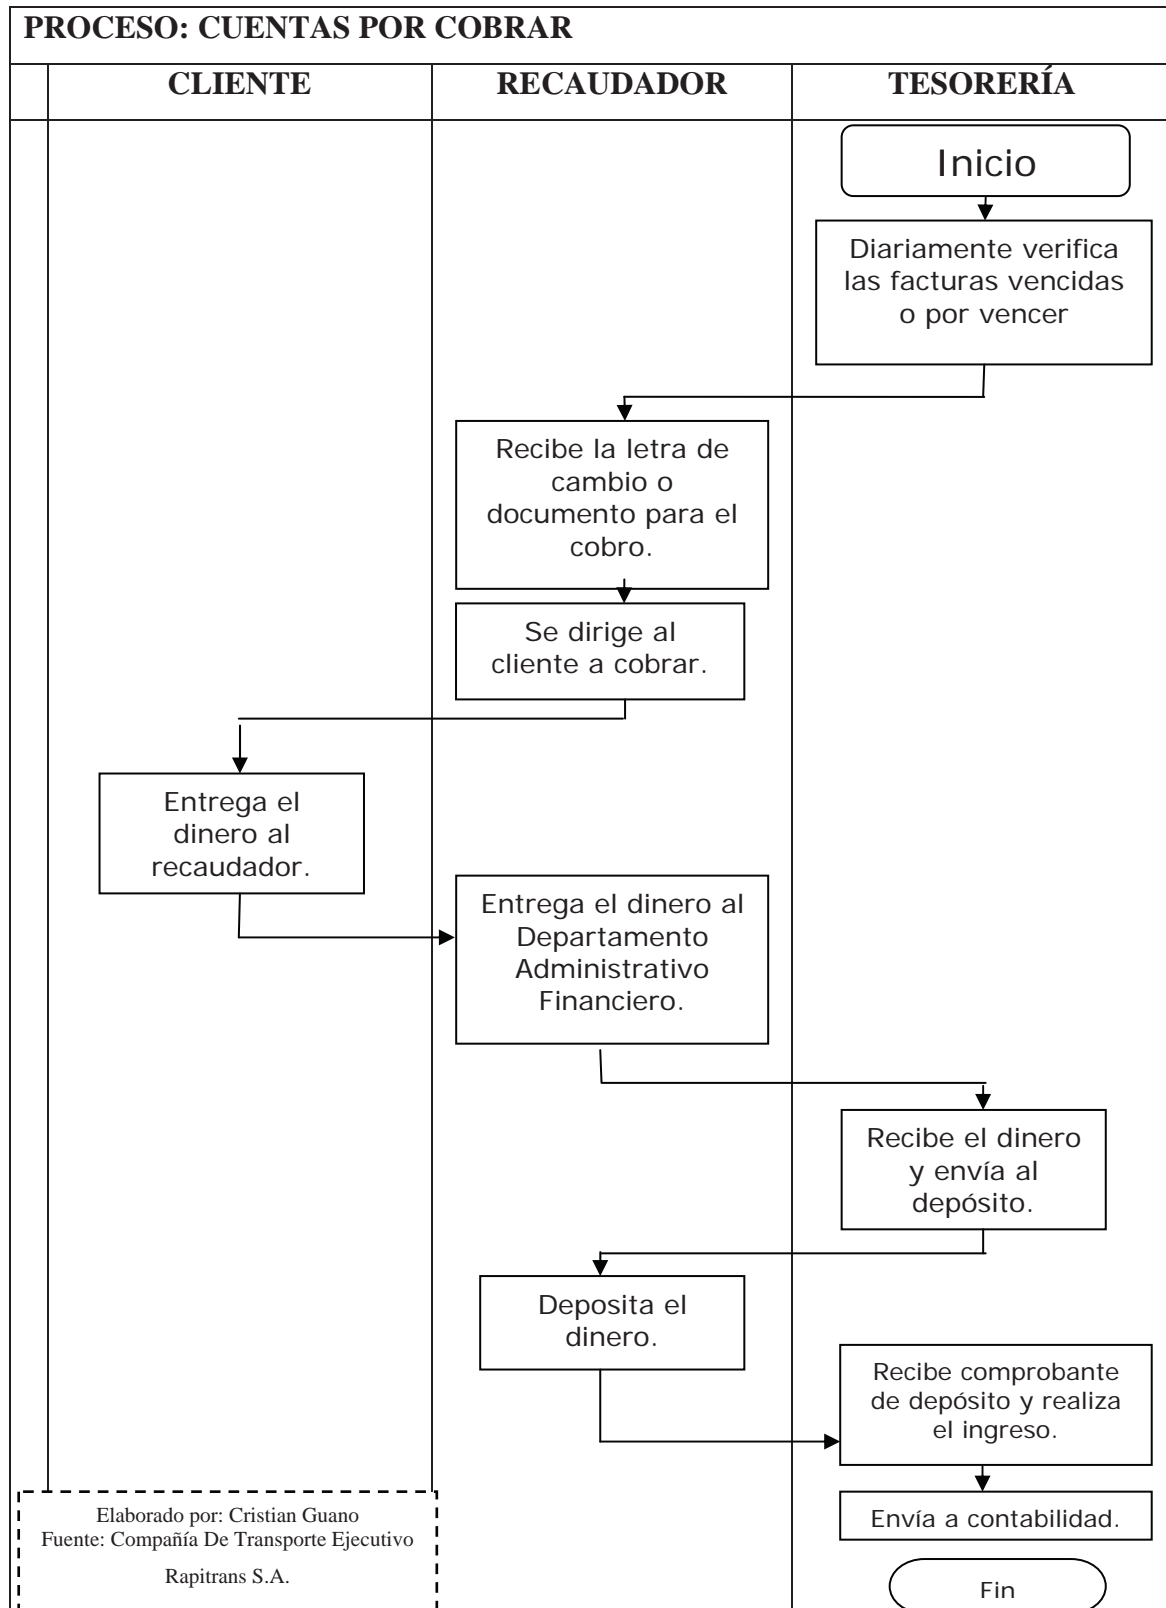 PROCESO: CUENTAS POR COBRAR
CLIENTE
RECAUDADOR
TESORERÍA
Inicio
Diariamente verifica
las facturas vencidas
o por vencer
Recibe la letra de
cambio o
documento para el
cobro.
Se dirige al
cliente a cobrar.
Entrega el
dinero al
recaudador.
Entrega el dinero al
Departamento
Administrativo
Financiero.
Recibe el dinero
y envía al
depósito.
Deposita el
dinero.
Recibe comprobante
de depósito y realiza
el ingreso.
Envía a contabilidad.
Fin
Elaborado por: Cristian Guano
Fuente: Compañía De Transporte Ejecutivo
Rapitrans S.A.